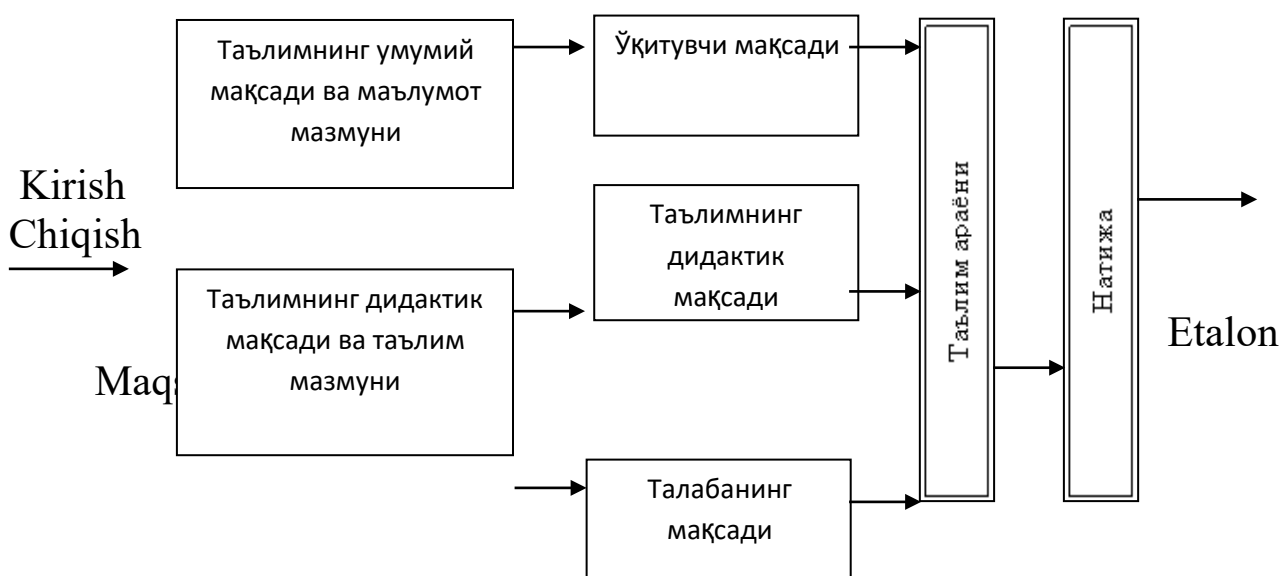 Таълимнинг умумий
мақсади ва маълумот
мазмуни
Ўқитувчи мақсади
Kirish
Chiqish
Таълимнинг
дидактик
мақсади
Таълимнинг дидактик
мақсади ва таълим
мазмуни
Maq
Талабанинг
мақсади
Таълим араёни
Натижа
Etalon